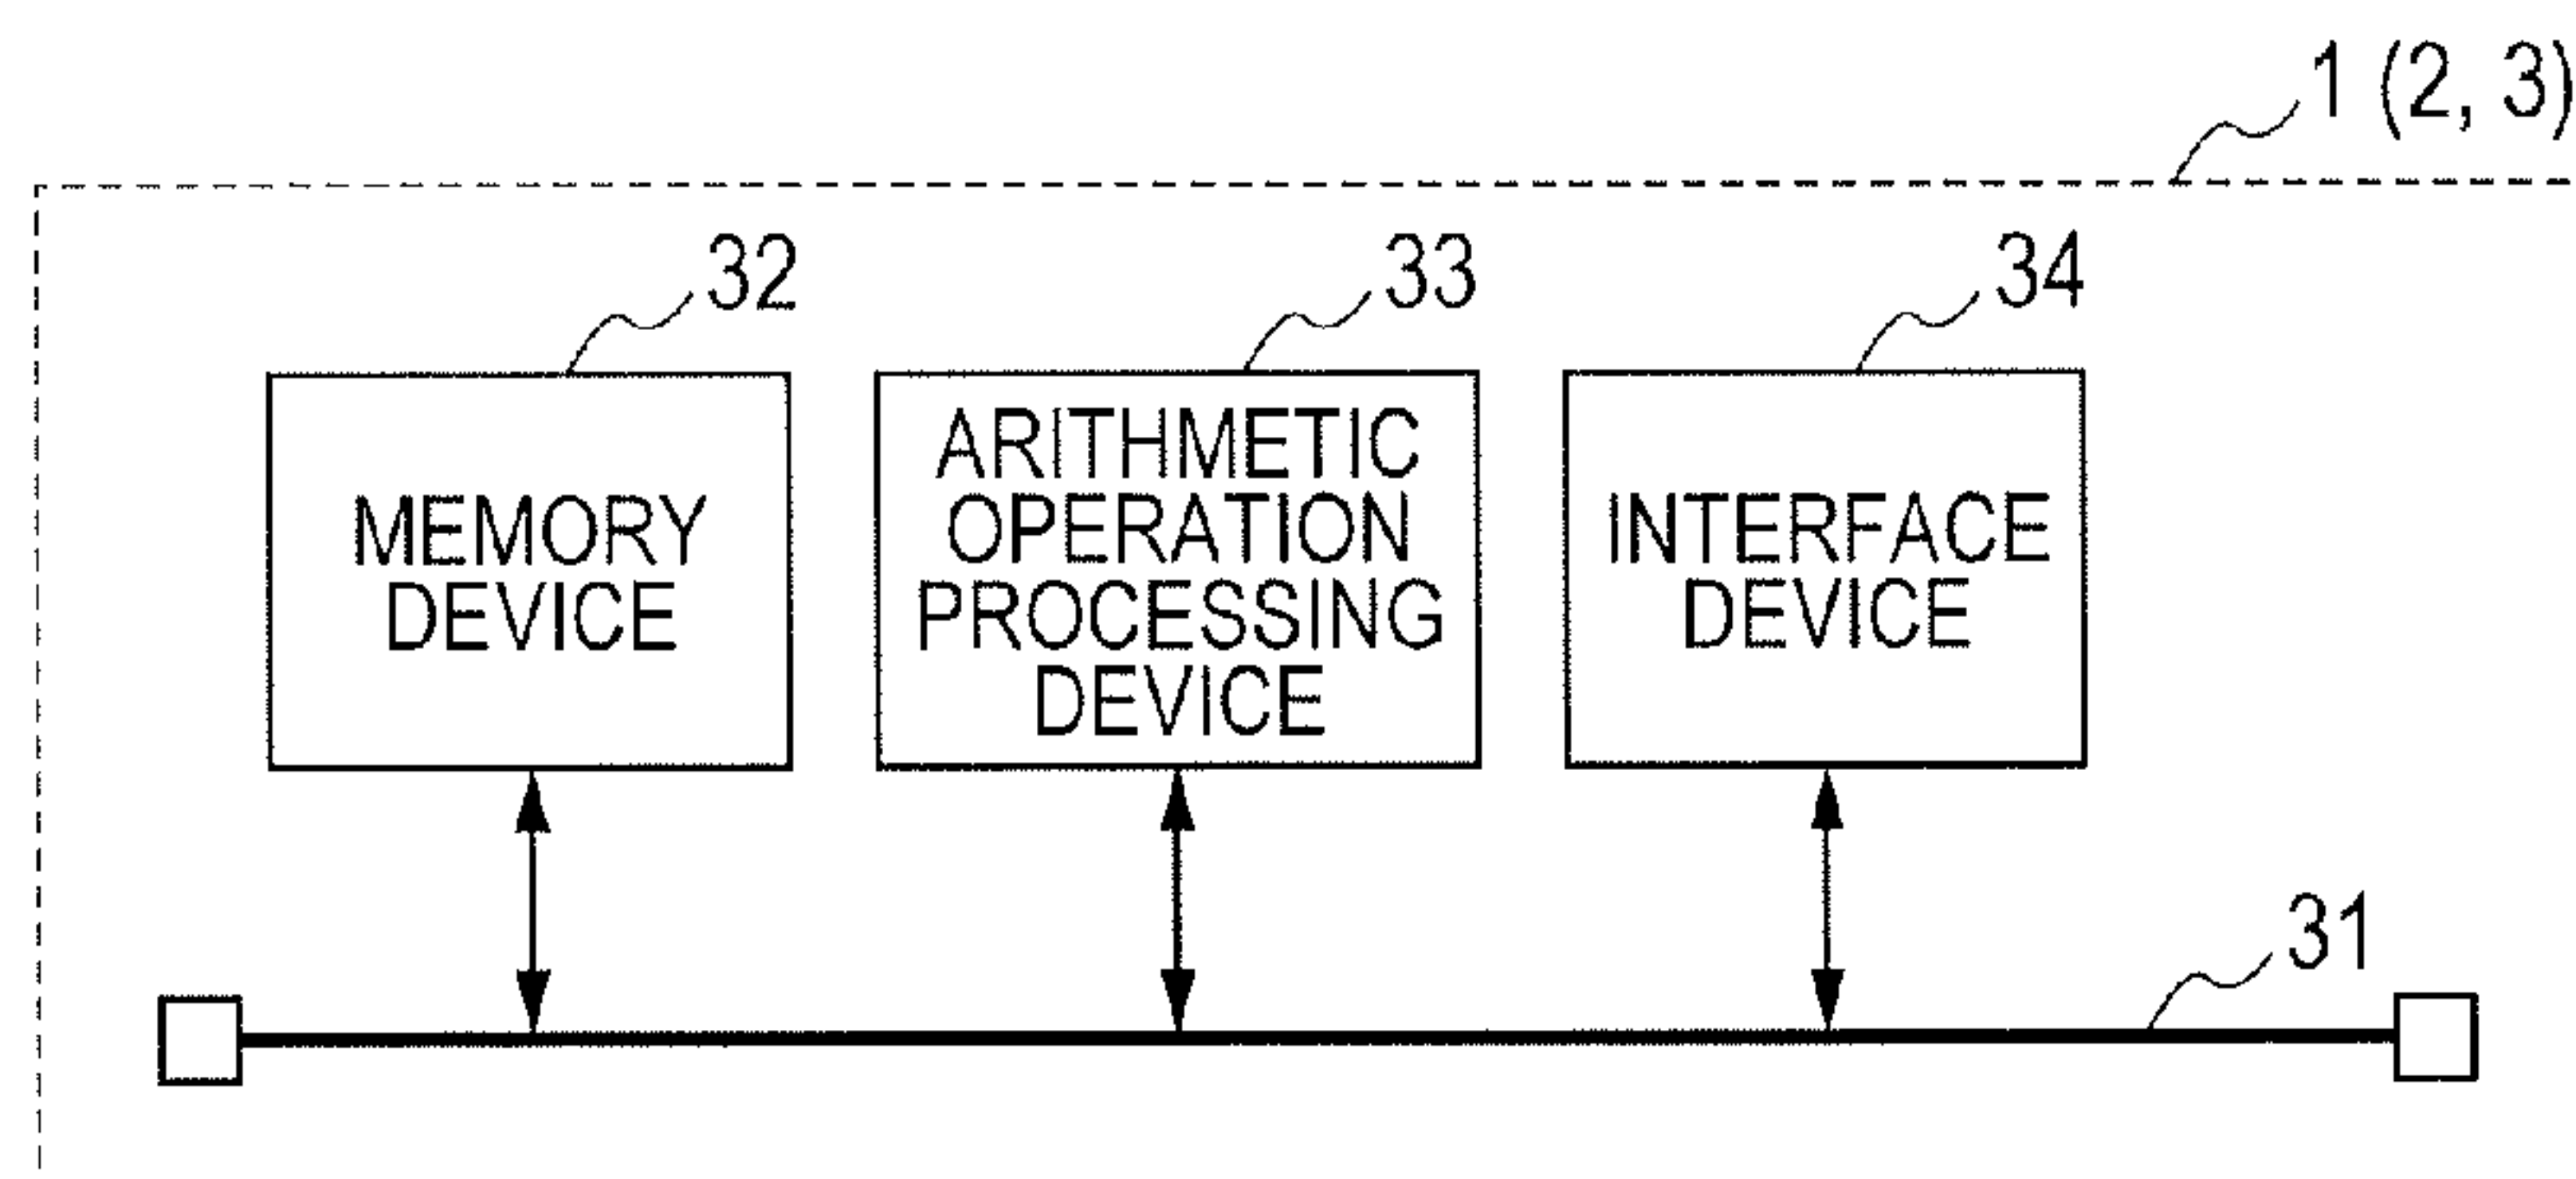 1 (2, 3)
32
33
34
MEMORY
DEVICE
ARITHMETIC
OPERATION
PROCESSING
DEVICE
INTERFACE
DEVICE
31